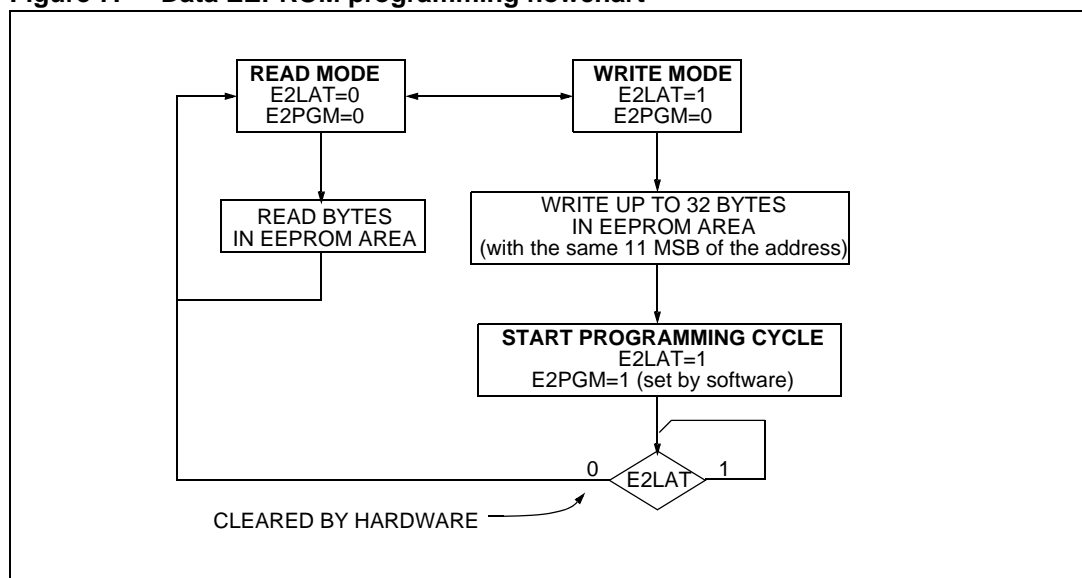 Figure Data EEPROM programming flowchart
READ MODE
E2LAT=0
E2PGM=0
WRITE MODE
E2LAT=1
E2PGM=0
READ BYTES
IN EEPROM AREA
WRITE UP TO 32 BYTES
IN EEPROM AREA
(with the same 11 MSB of the address)
START PROGRAMMING CYCLE
E2LAT=1
E2PGM=1 (set by software)
0 E2LAT 1
CLEARED BY HARDWARE